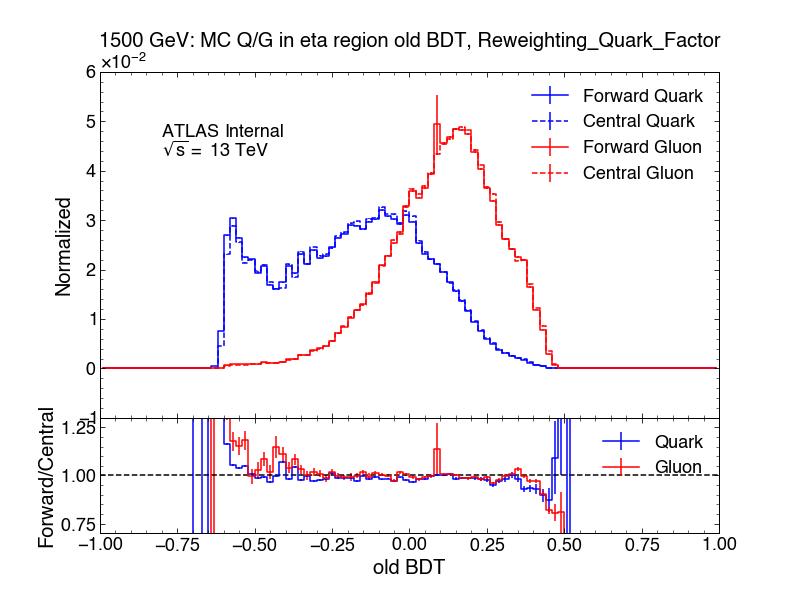 1500 GeV: MC Q/G in eta region old BDT, Reweighting_Quark_Factor
×10⁻²
6
5
4
3
2
1
0
−1
Normalized
ATLAS Internal
√s = 13 TeV
Forward Quark
Central Quark
Forward Gluon
Central Gluon
1.25
1.00
0.75
Forward/Central
Quark
Gluon
−1.00 −0.75 −0.50 −0.25 0.00 0.25 0.50 0.75 1.00
old BDT